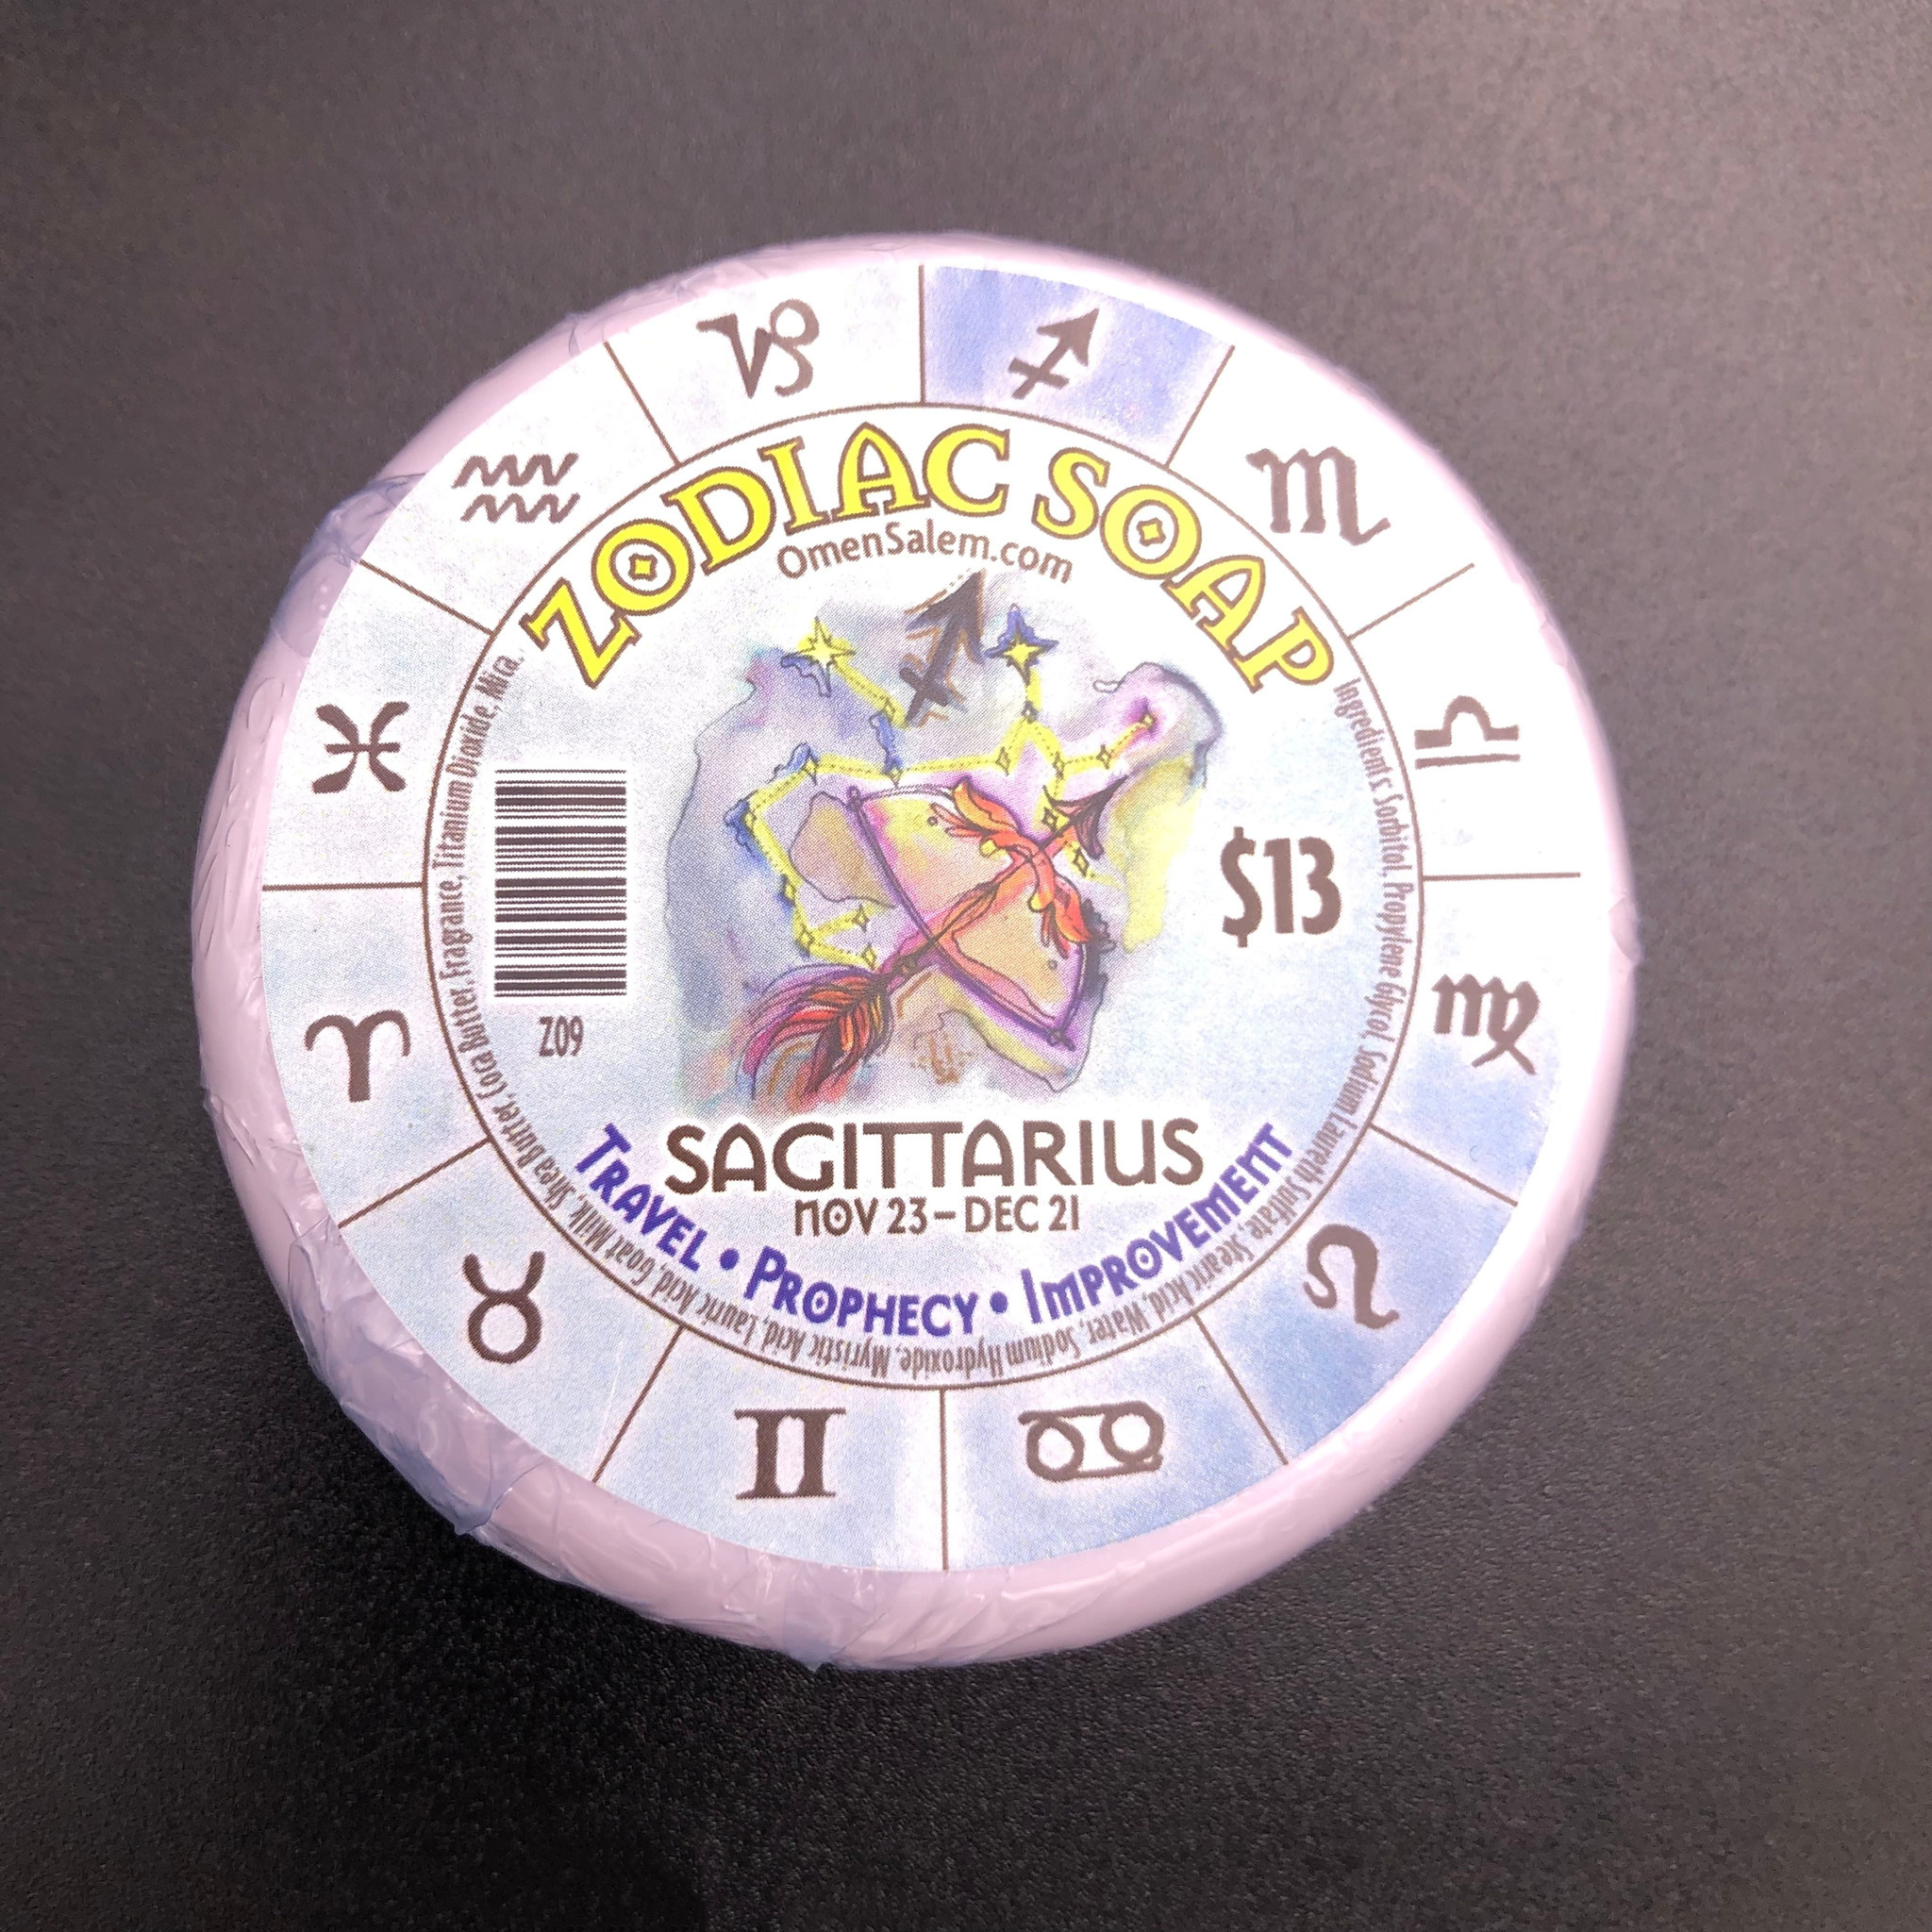 ZODIAC SOAP
OmenSalem.com
$13
Z09
SAGITTARIUS
NOV 23 – DEC 21
TRAVEL • PROPHECY • IMPROVEMENT
Ingredients: Sorbitol, Propylene Glycol, Sodium Laureth Sulfate, Stearic Acid, Water, Sodium Hydroxide, Myristic Acid, Lauric Acid, Goat Milk, Shea Butter, Coca Butter, Fragrance, Titanium Dioxide, Mica.